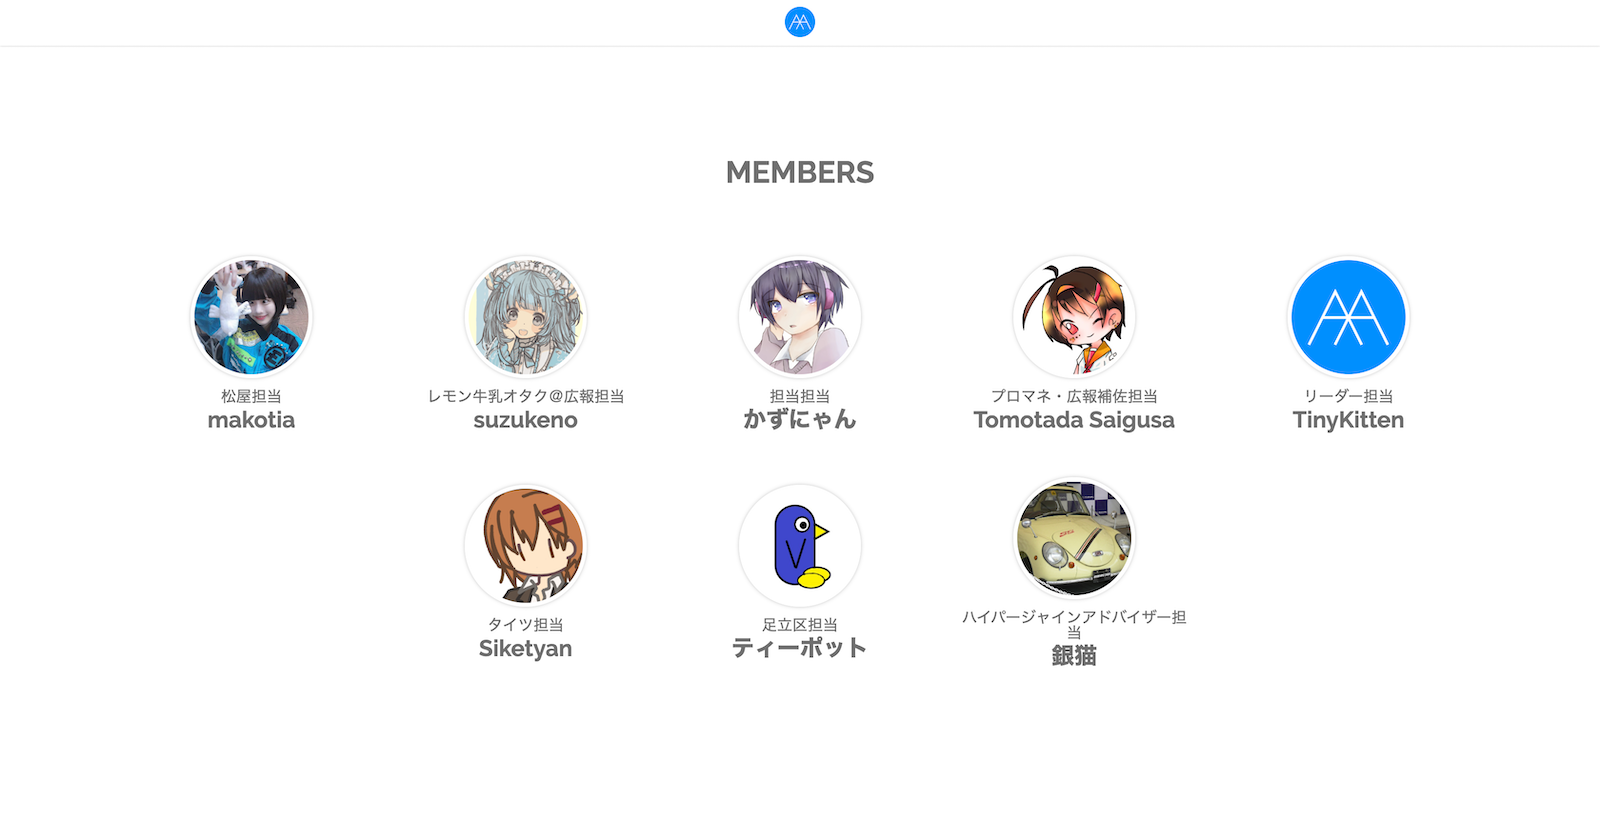 MEMBERS
松屋担当
makotia
レモン牛乳オタク@広報担当
suzukeno
担当担当
かずにゃん
プロマネ・広報補佐担当
Tomotada Saigusa
リーダー担当
TinyKitten
タイツ担当
Siketyan
足立区担当
ティーポット
ハイパージャインアドバイザー担
当
銀猫